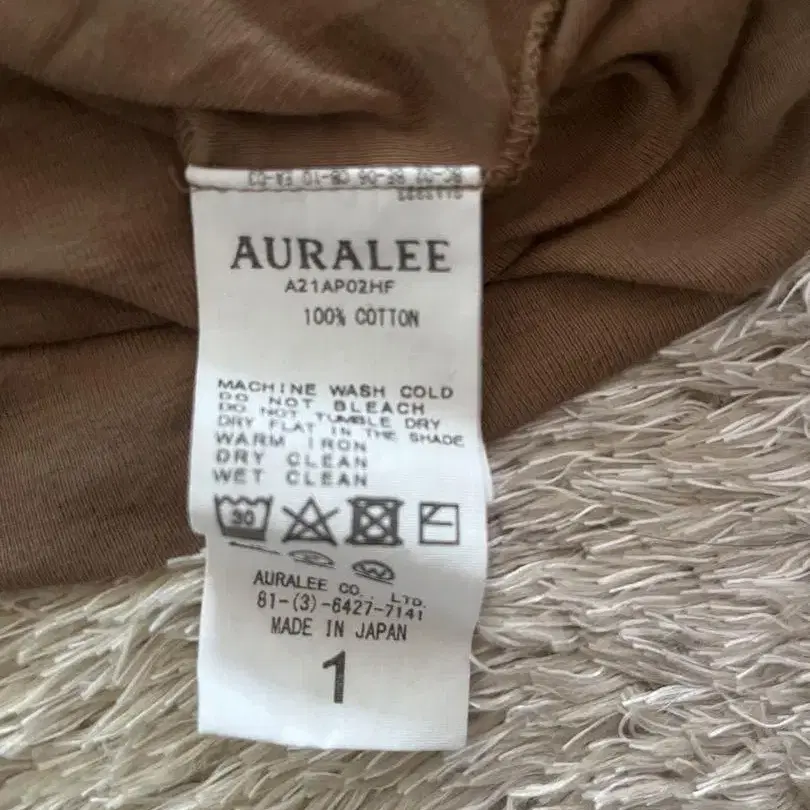 AURALEE
A21AP02HF
100% COTTON
MACHINE WASH COLD
DO NOT BLEACH
DO NOT TUMBLE DRY
DRY FLAT IN THE SHADE
WARM IRON
DRY CLEAN
WET CLEAN
30
W
AURALEE CO., LTD.
81-(3)-6427-7141
MADE IN JAPAN
1